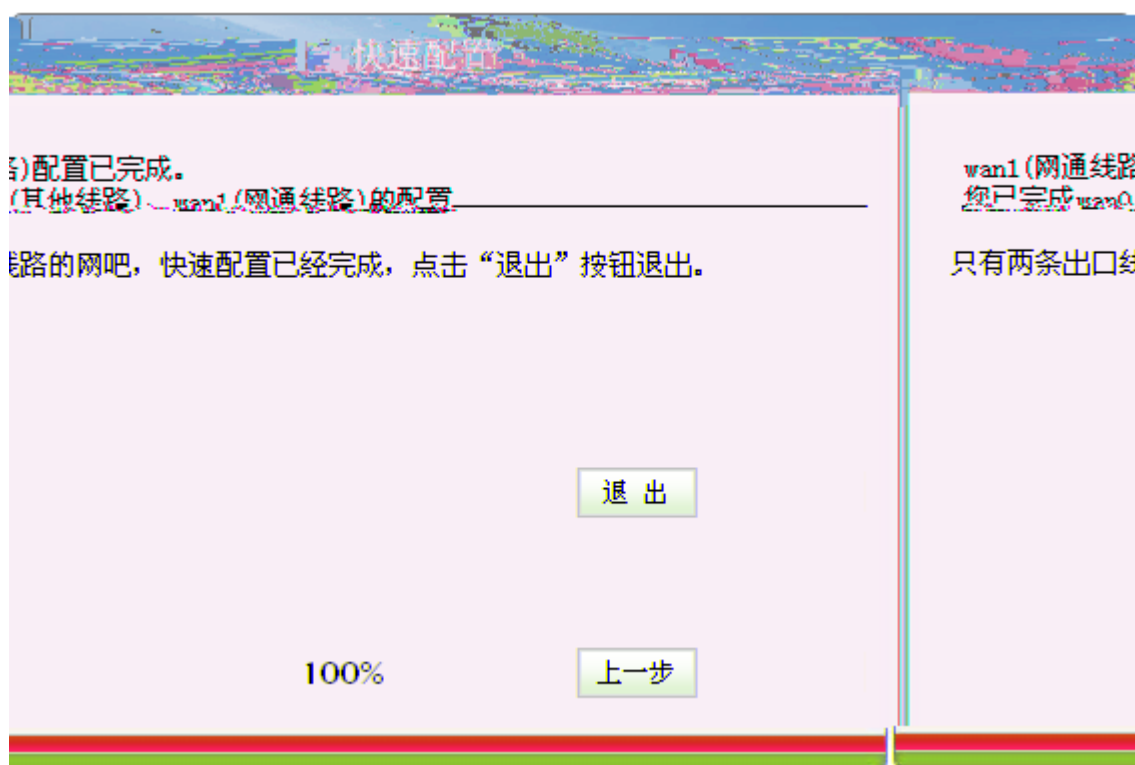 快速配置
)配置已完成。
(其他线路)、wan1(网通线路)的配置
路的网吧，快速配置已经完成，点击“退出”按钮退出。
退 出
100%
上一步
wan1(网通线路
您已完成wan0
只有两条出口线